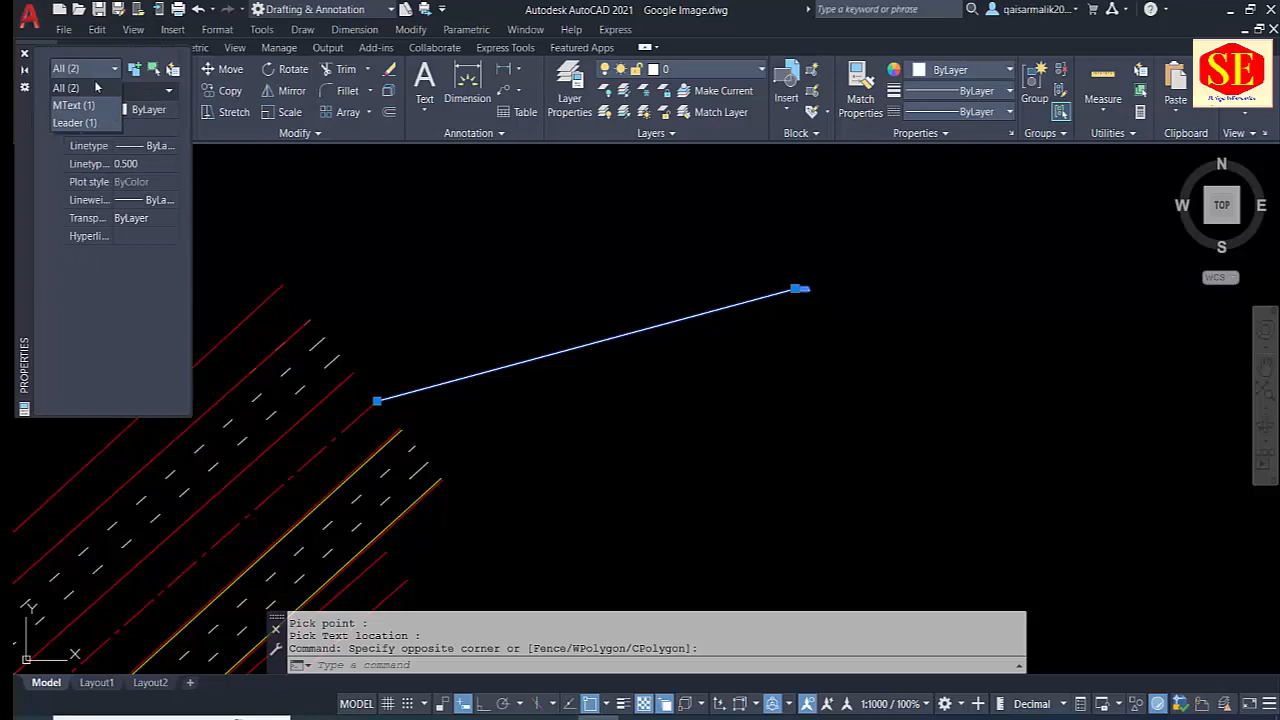 Drafting & Annotation
Autodesk AutoCAD 2021 Google Image.dwg
Type a keyword or phrase
qaisarmalik20...
File Edit View Insert Format Tools Draw Dimension Modify Parametric Window Help Express
View Manage Output Add-ins Collaborate Express Tools Featured Apps
SE
All (2)
All (2)
MText (1)
Leader (1)
ByLayer
Linetype ByLa...
Linetyp... 0.500
Plot style ByColor
Linewei... ByLa...
Transp... ByLayer
Hyperli...
PROPERTIES
Move Rotate Trim
Copy Mirror Fillet
Stretch Scale Array
Modify
Text
Dimension
Table
Annotation
Layer
Properties
0
Make Current
Match Layer
Layers
Insert
Block
Match
Properties
ByLayer
ByLayer
ByLayer
Properties
Group
Groups
Measure
Utilities
Paste
Clipboard
View
N
W TOP E
S
WCS
Y
X
Pick point :
Pick Text location :
Command: Specify opposite corner or [Fence/WPolygon/CPolygon]:
Type a command
Model Layout1 Layout2 +
MODEL 1:1000 / 100% Decimal